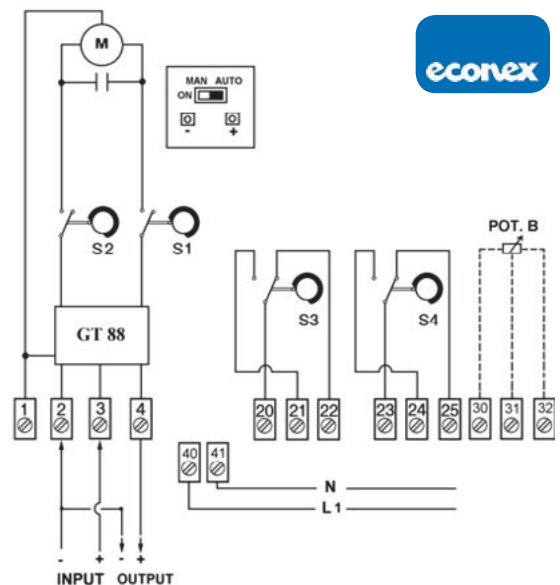 M
econex
MAN AUTO
ON
- +
S2 S1
POT. B
S3 S4
GT 88
1 2 3 4 20 21 22 23 24 25 30 31 32
40 41
N
L1
- + - +
INPUT OUTPUT